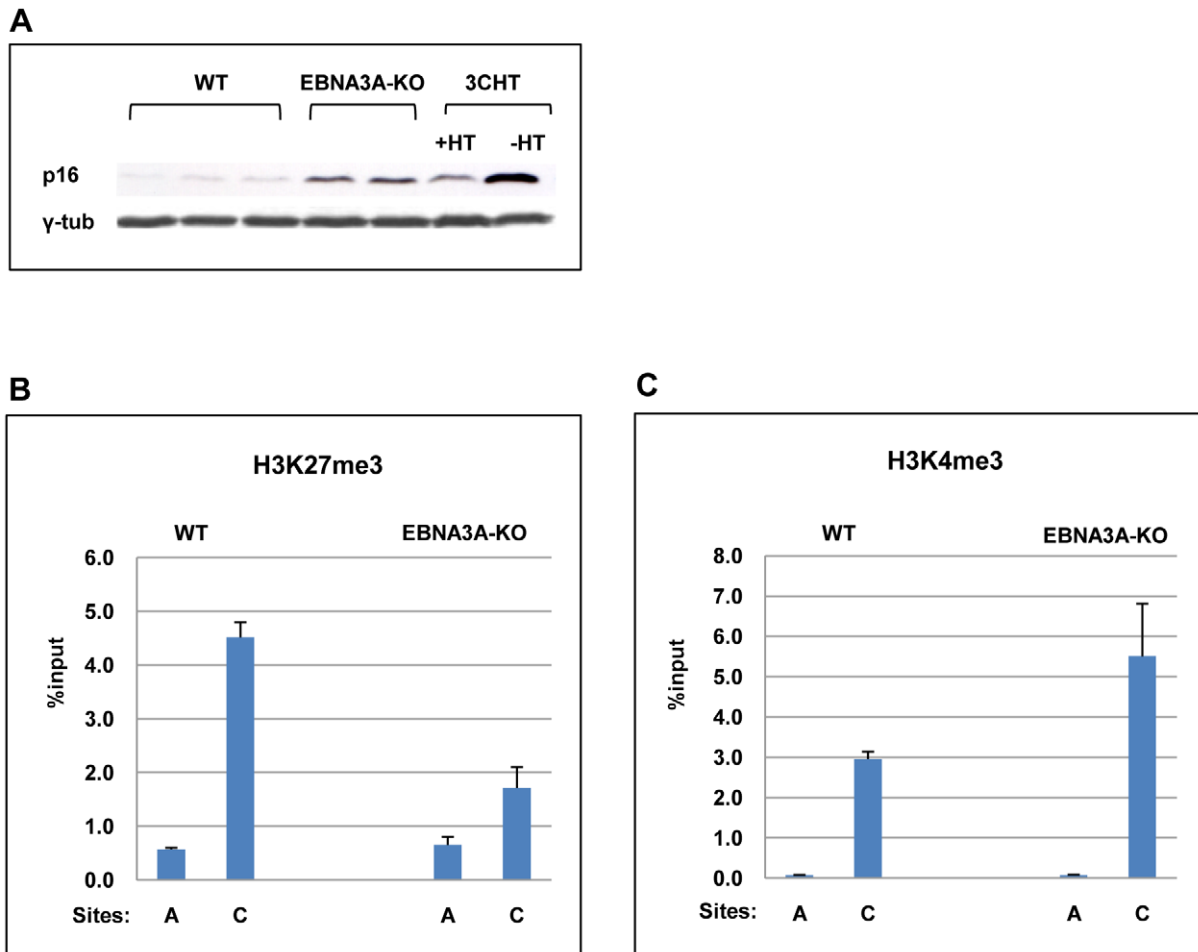 A
WT EBNA3A-KO 3CHT
+HT -HT
p16
γ-tub
B
H3K27me3
WT EBNA3A-KO
%input
6.0
5.0
4.0
3.0
2.0
1.0
0.0
Sites: A C A C
C
H3K4me3
WT EBNA3A-KO
%input
8.0
7.0
6.0
5.0
4.0
3.0
2.0
1.0
0.0
Sites: A C A C